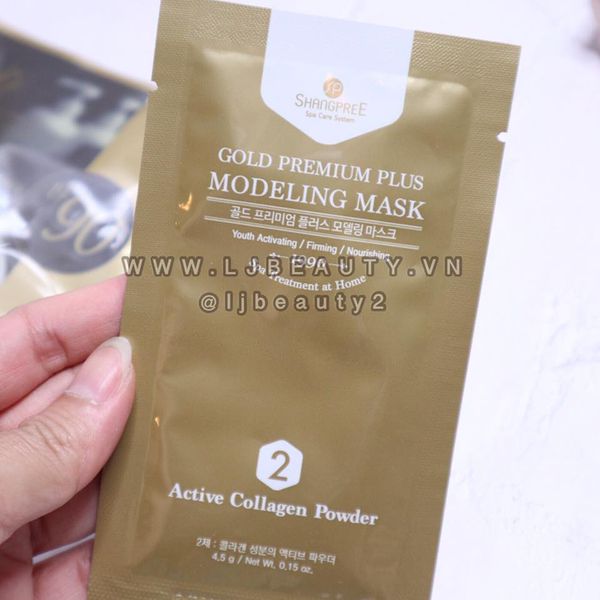 SP
SHANGPREE
Spa Care System
GOLD PREMIUM PLUS
MODELING MASK
골드 프리미엄 플러스 모델링 마스크
Youth Activating / Firming / Nourishing
1990
WWW.LJBEAUTY.VN
Spa Treatment at Home
@ljbeauty2
2
Active Collagen Powder
2제 : 콜라겐 성분의 액티브 파우더
4.5 g / Net Wt. 0.15 oz.